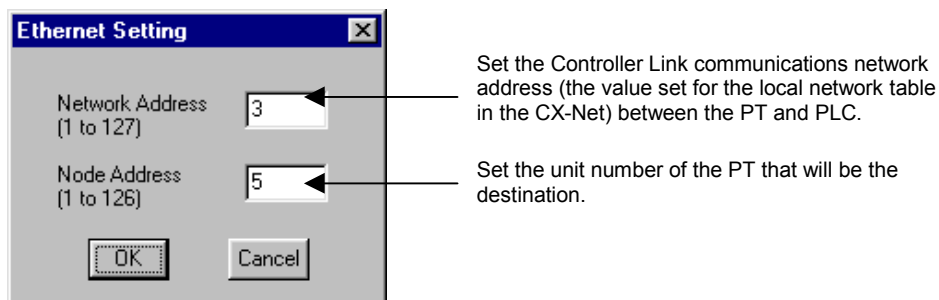 Ethernet Setting
Network Address
(1 to 127)
3
Set the Controller Link communications network
address (the value set for the local network table
in the CX-Net) between the PT and PLC.
Node Address
(1 to 126)
5
Set the unit number of the PT that will be the
destination.
OK
Cancel